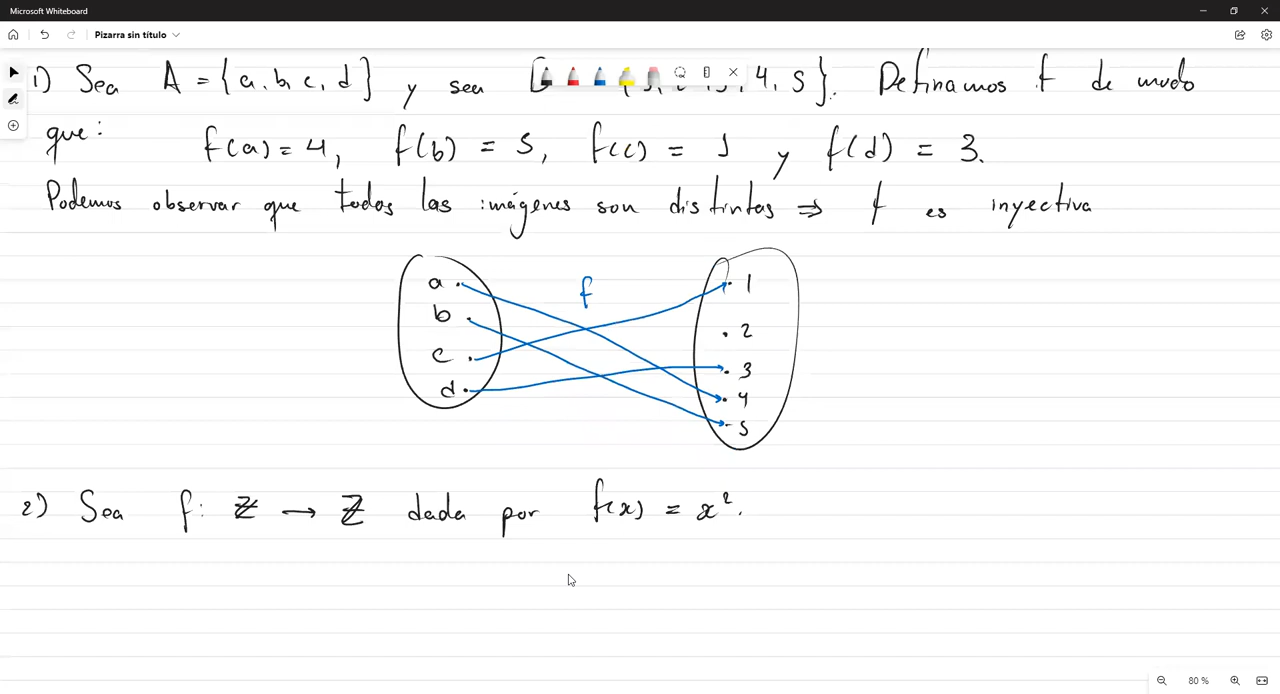 Microsoft Whiteboard
Pizarra sin título
1) Sea A = {a, b, c, d} y sea 4, 5}. Definamos f de modo
que: f(a) = 4, f(b) = 5, f(c) = 1 y f(d) = 3.
Podemos observar que todas las imágenes son distintas ⇒ f es inyectiva
f
a
b
c
d
1
2
3
4
5
2) Sea f: ℤ → ℤ dada por f(x) = x².
80 %